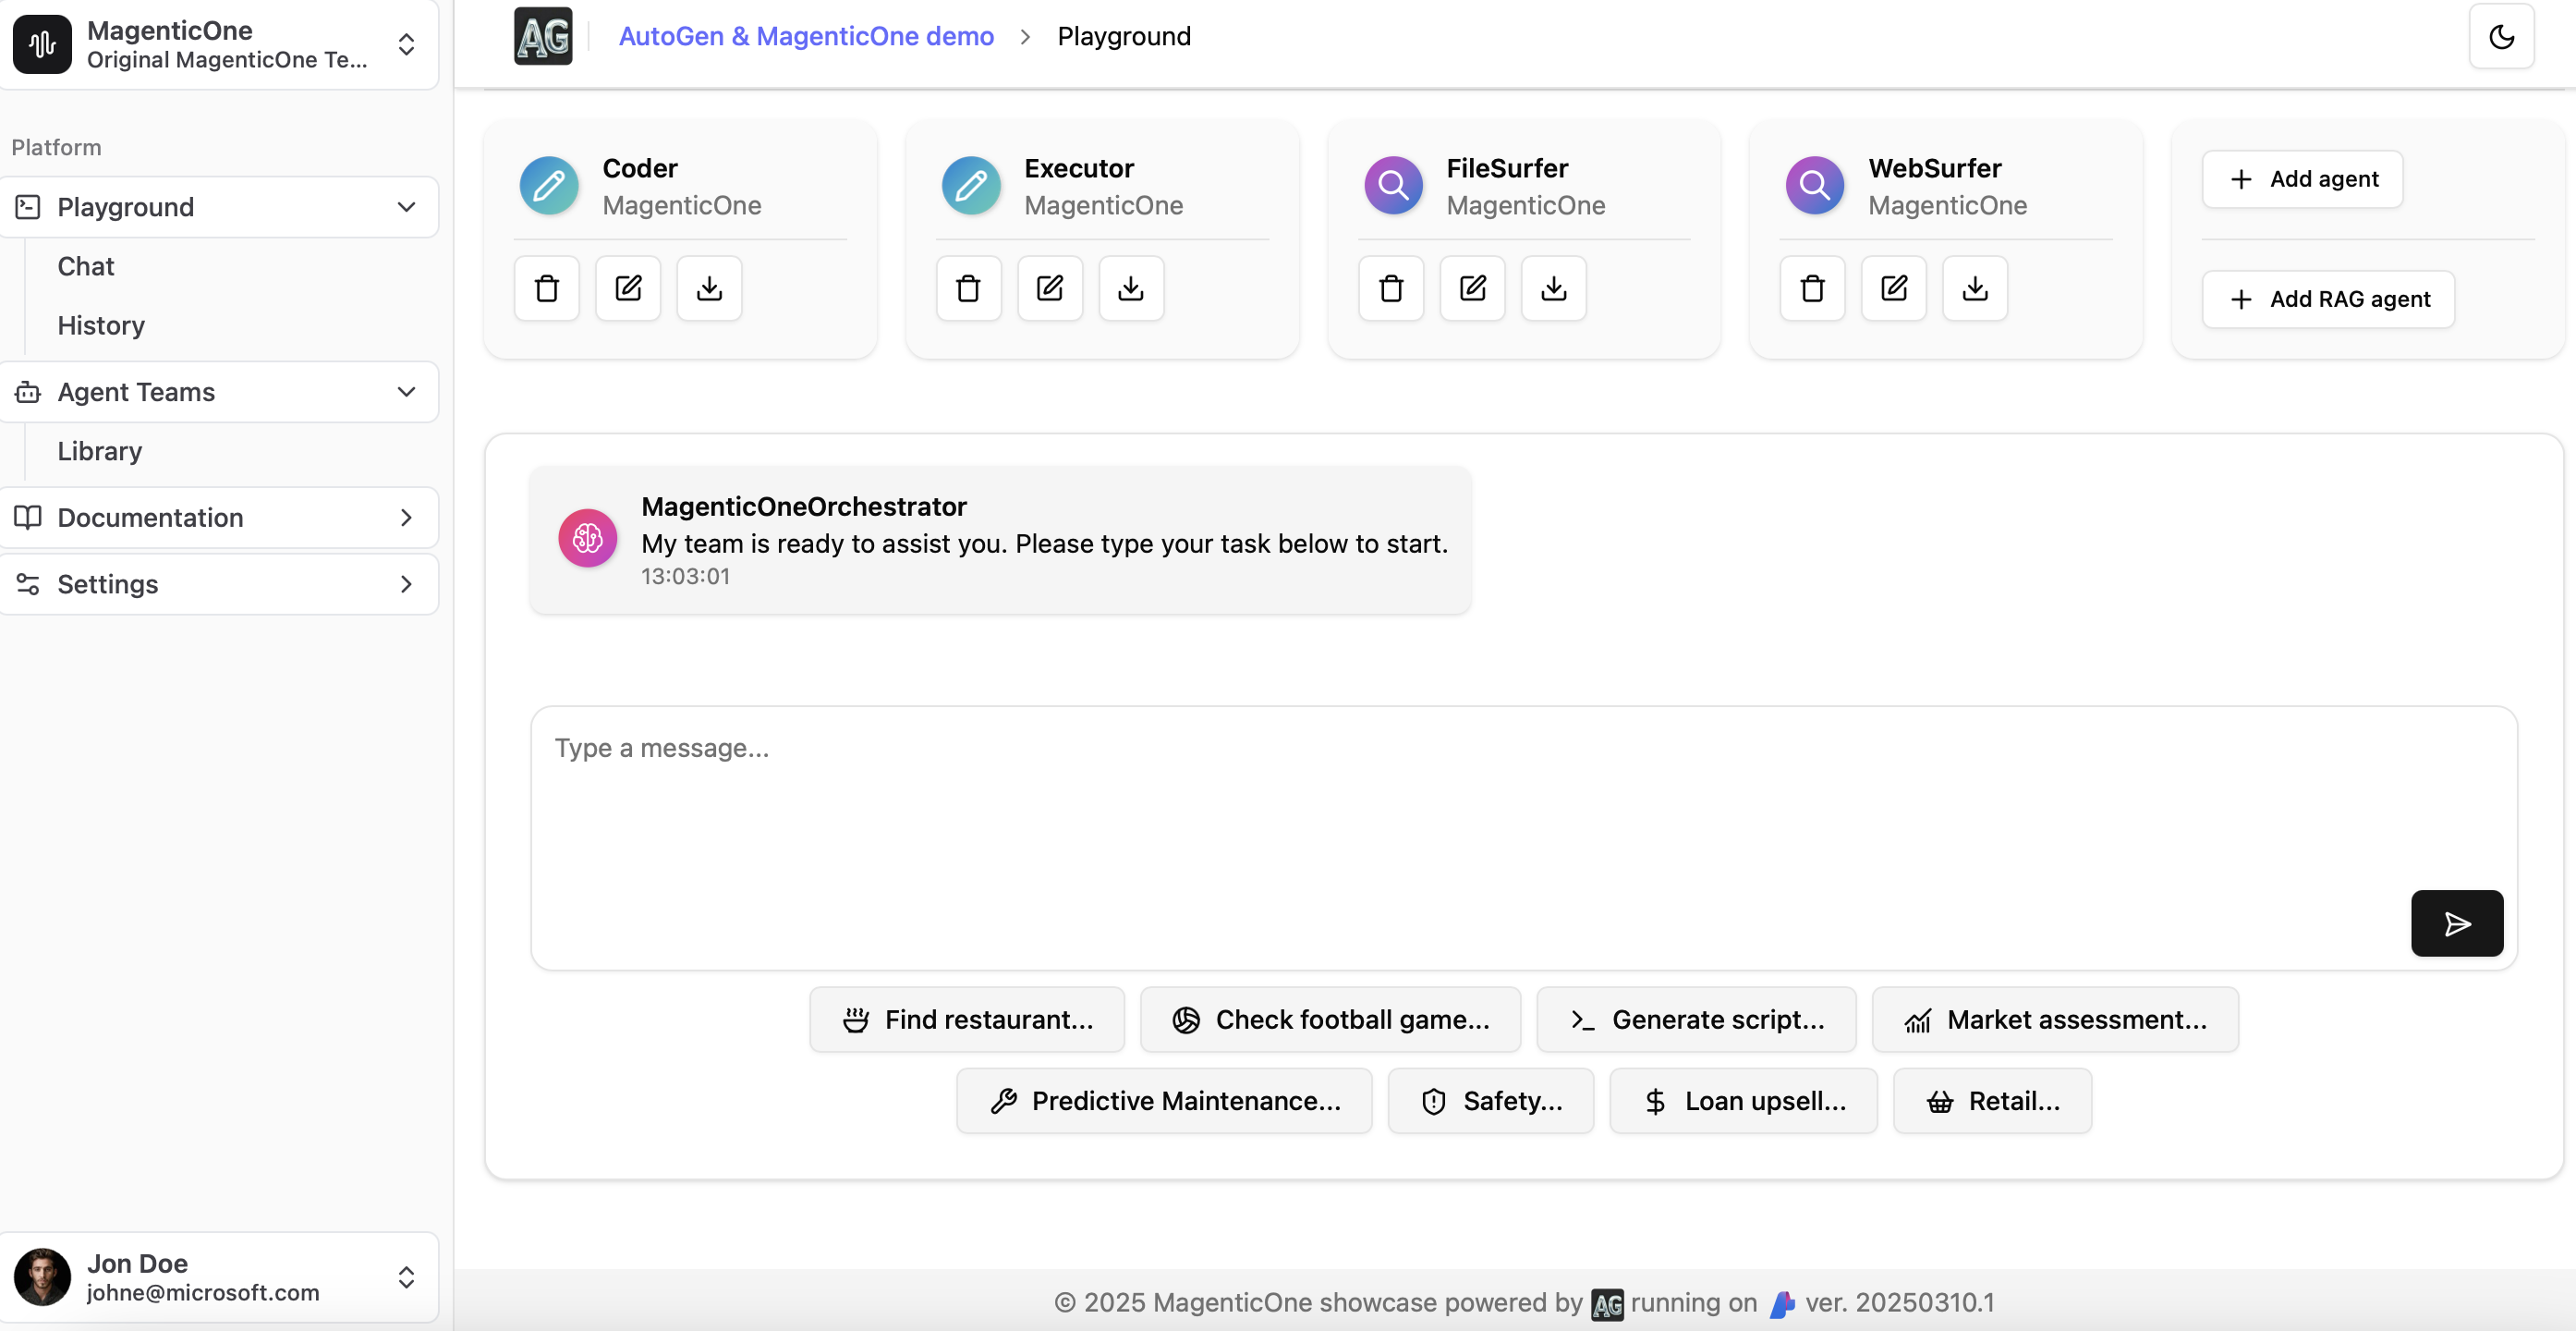 MagenticOne
Original MagenticOne Te...
Platform
Playground
Chat
History
Agent Teams
Library
Documentation
Settings
Jon Doe
johne@microsoft.com
AG
AutoGen & MagenticOne demo > Playground
Coder
MagenticOne
Executor
MagenticOne
FileSurfer
MagenticOne
WebSurfer
MagenticOne
+ Add agent
+ Add RAG agent
MagenticOneOrchestrator
My team is ready to assist you. Please type your task below to start.
13:03:01
Type a message...
Find restaurant...
Check football game...
Generate script...
Market assessment...
Predictive Maintenance...
Safety...
Loan upsell...
Retail...
© 2025 MagenticOne showcase powered by AG running on ver. 20250310.1